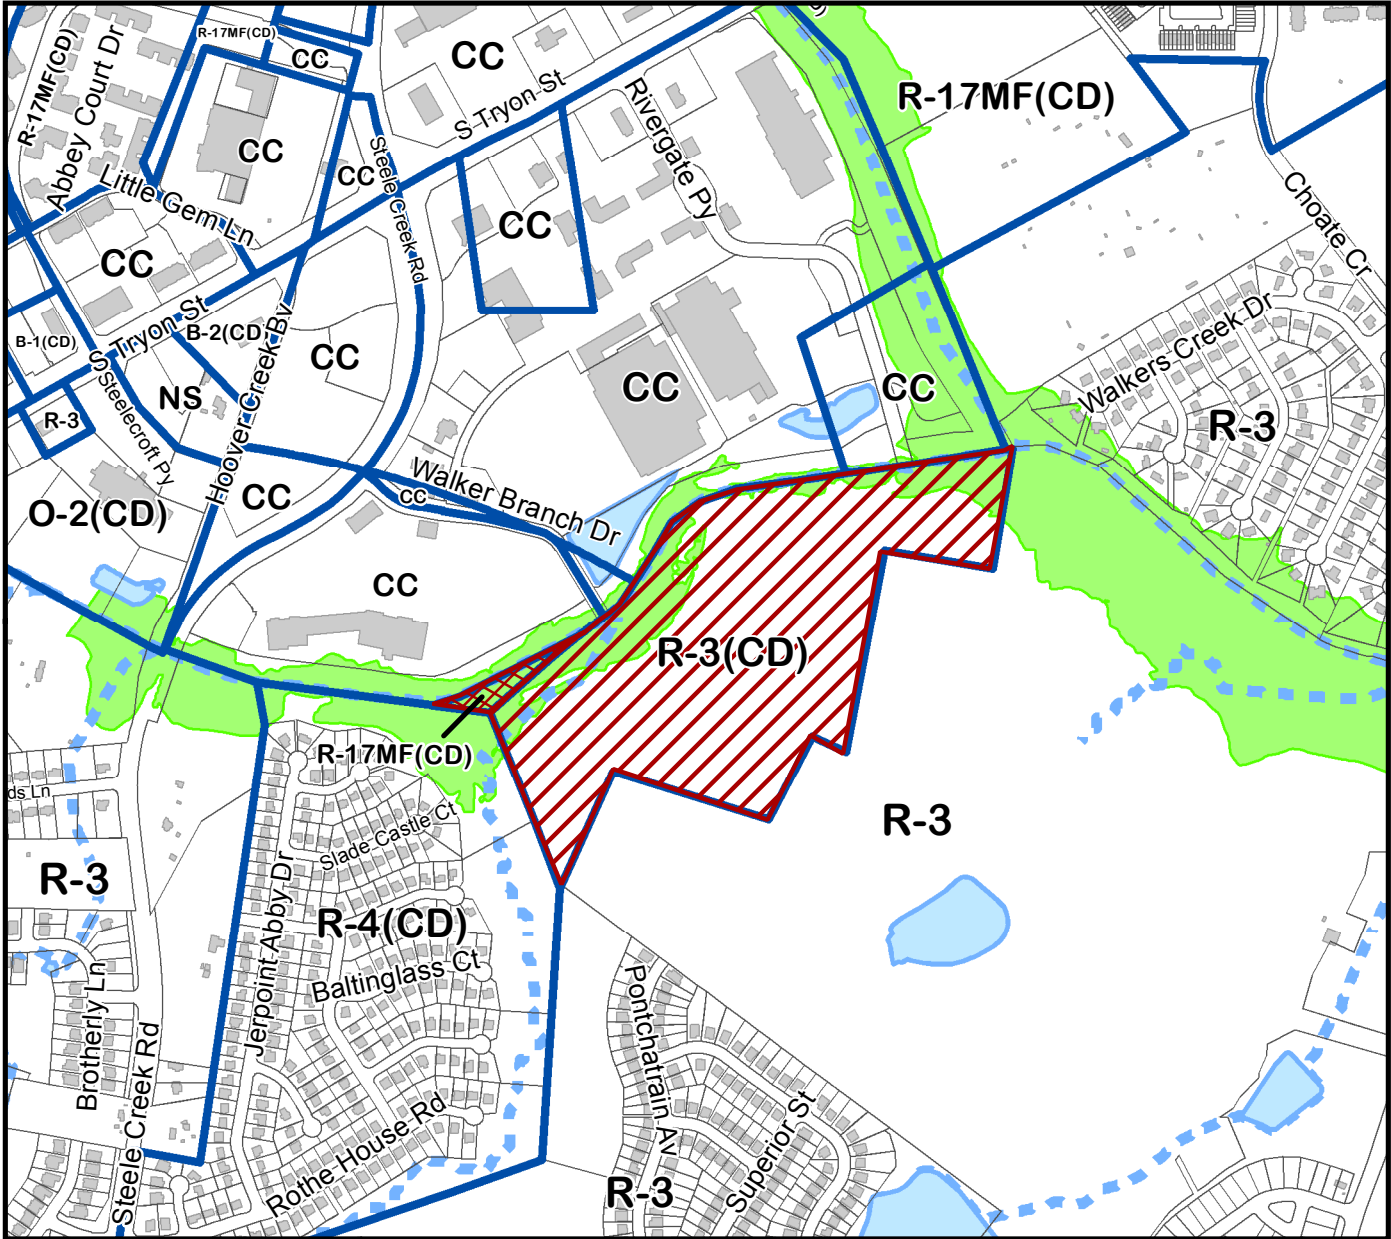 R-17MF(CD)
CC
CC
R-17MF(CD)
Abbey Court Dr
S Tryon St
Rivergate Py
R-17MF(CD)
CC
CC
Steele Creek Rd
Little Gem Ln
CC
CC
Choate Cr
S Tryon St
B-2(CD)
B-1(CD)
Hoover Creek Bv
CC
NS
CC
CC
Walkers Creek Dr
R-3
R-3
S Steelecroft Py
Walker Branch Dr
CC
CC
O-2(CD)
CC
R-3(CD)
R-17MF(CD)
ds Ln
R-3
Slade Castle Ct
R-3
Jerpoint Abby Dr
R-4(CD)
Baltinglass Ct
Brotherly Ln
Steele Creek Rd
Pontchatrain Av
Rothe House Rd
Superior St
R-3